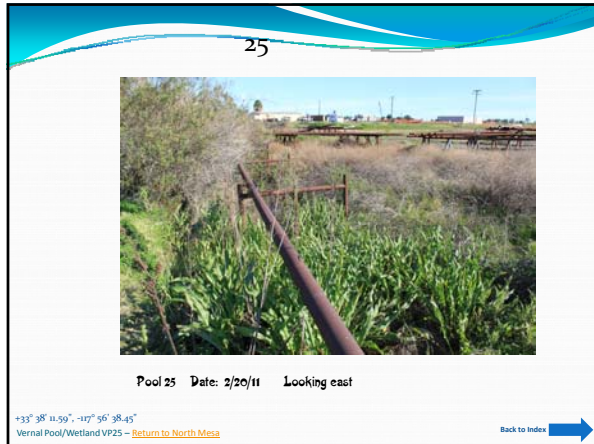 25
Pool 25 Date: 2/20/11 Looking east
+33° 38' 11.59", -117° 56' 38.45"
Vernal Pool/Wetland VP25 – Return to North Mesa
Back to Index